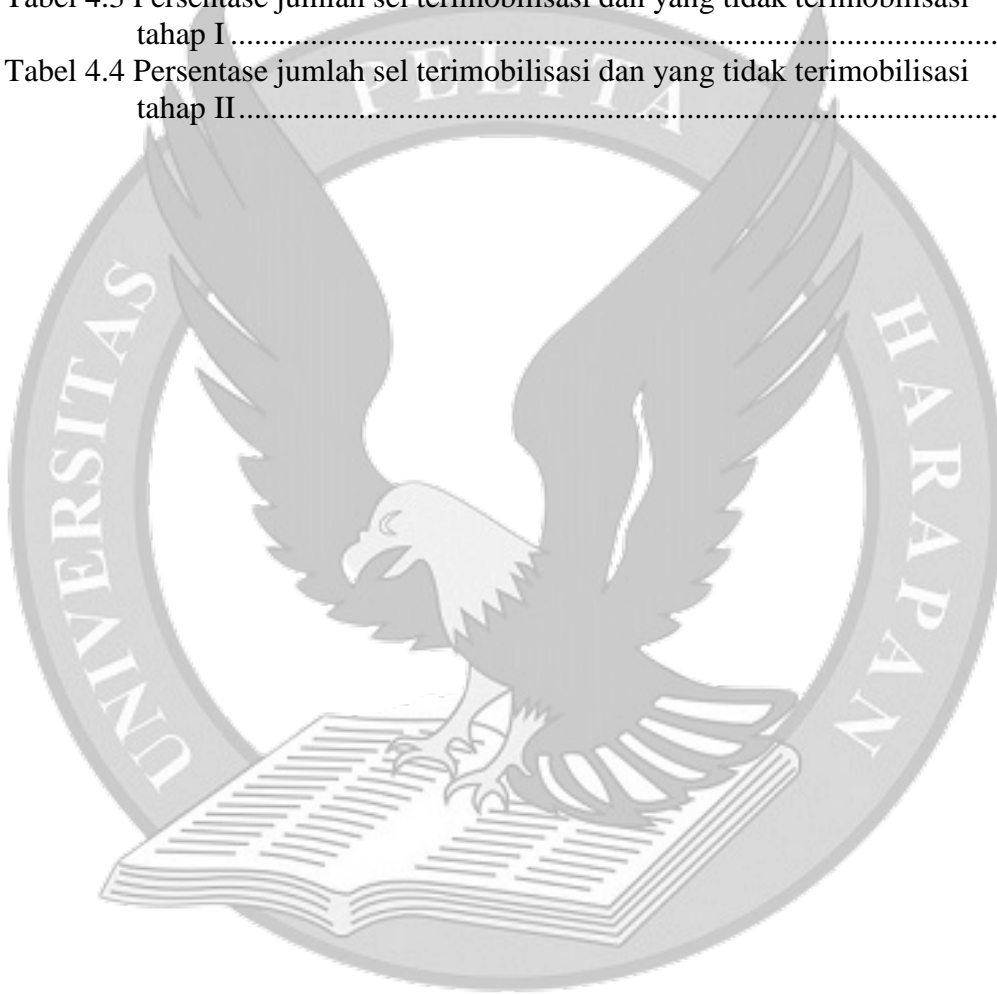 Tabel 4.3 Persentase jumlah sel terimobilisasi dan yang tidak terimobilisasi
tahap I....................................................................................................
Tabel 4.4 Persentase jumlah sel terimobilisasi dan yang tidak terimobilisasi
tahap II...................................................................................................
UNIVERSITAS PELITA HARAPAN